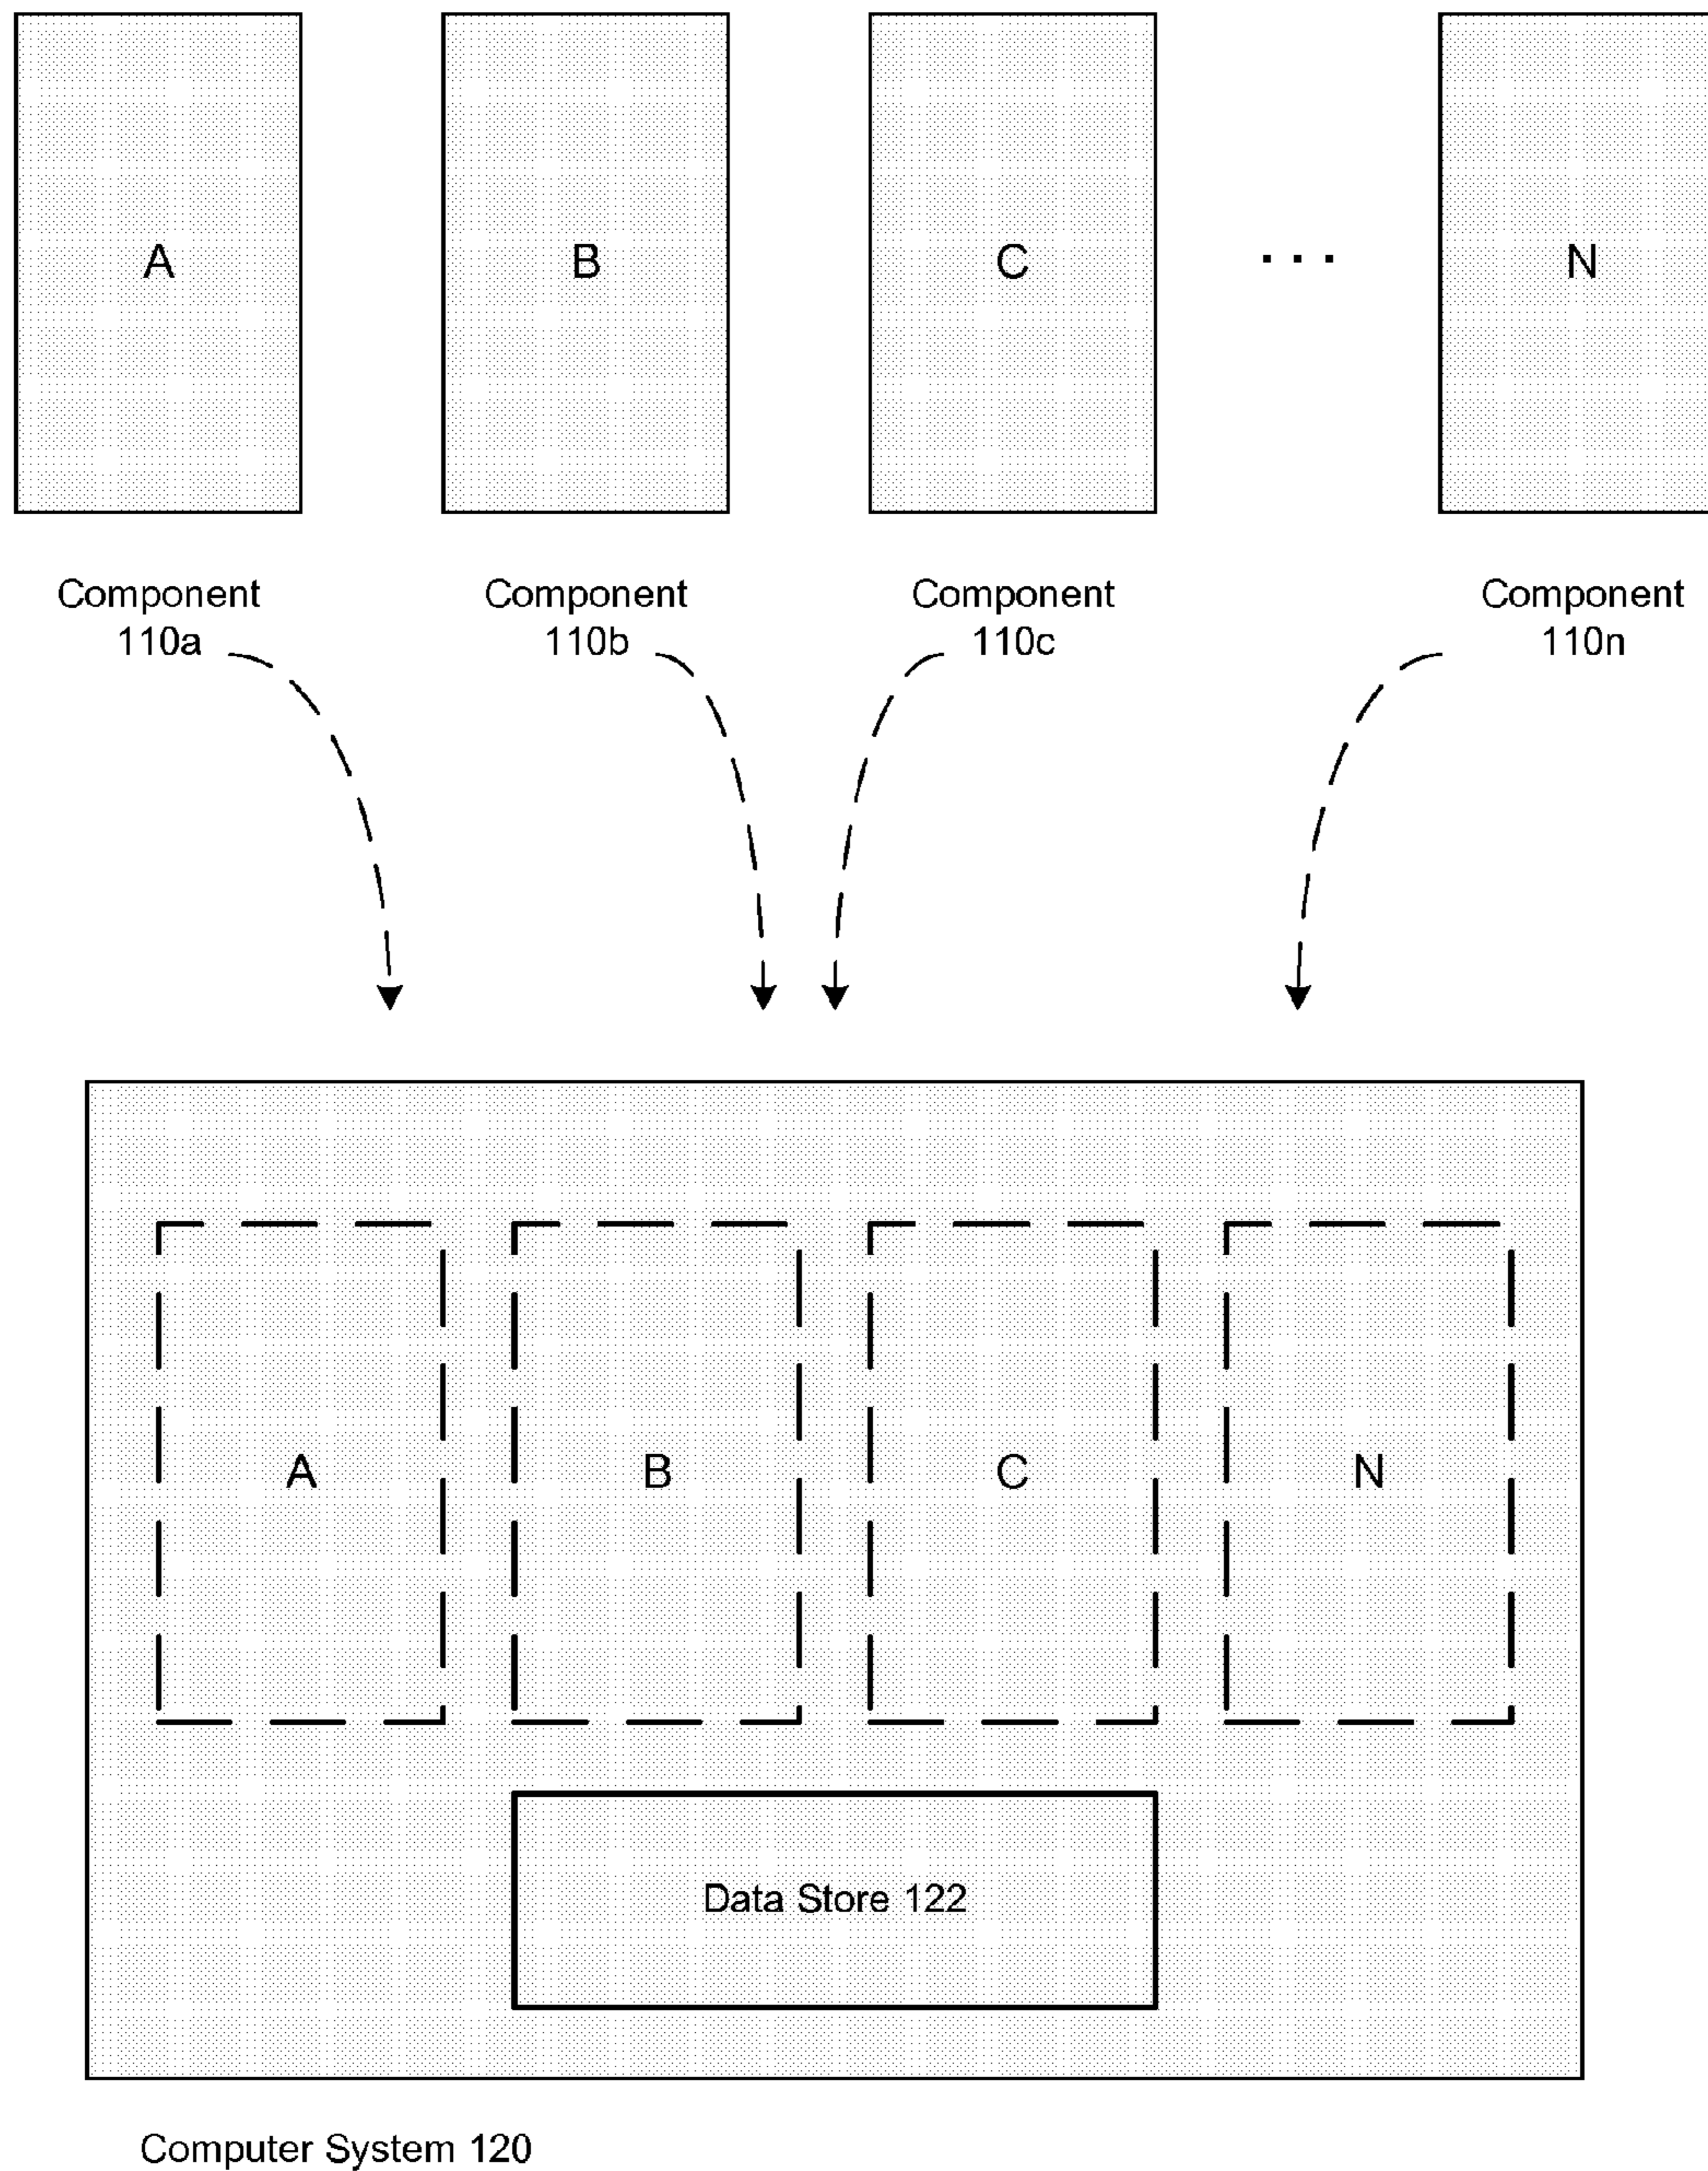 A
B
C
. . .
N
Component
110a
Component
110b
Component
110c
Component
110n
A
B
C
N
Data Store 122
Computer System 120